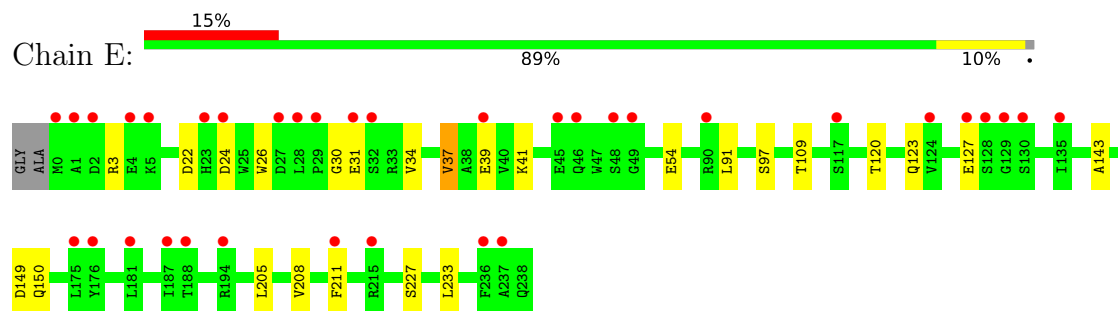 15%
Chain E:
89% 10% •
GLY ALA M0 A1 D2 R3 E4 K5 D22 H23 D24 W25 W26 D27 L28 P29 G30 E31 S32 R33 V34 V37 A38 E39 V40 K41 E45 Q46 W47 S48 G49 E54 R90 L91 S97 T109 S117 T120 Q123 V124 E127 S128 G129 S130 I135 A143
D149 Q150 L175 Y176 L181 I187 T188 R194 L205 V208 F211 R215 S227 L233 F236 A237 Q238